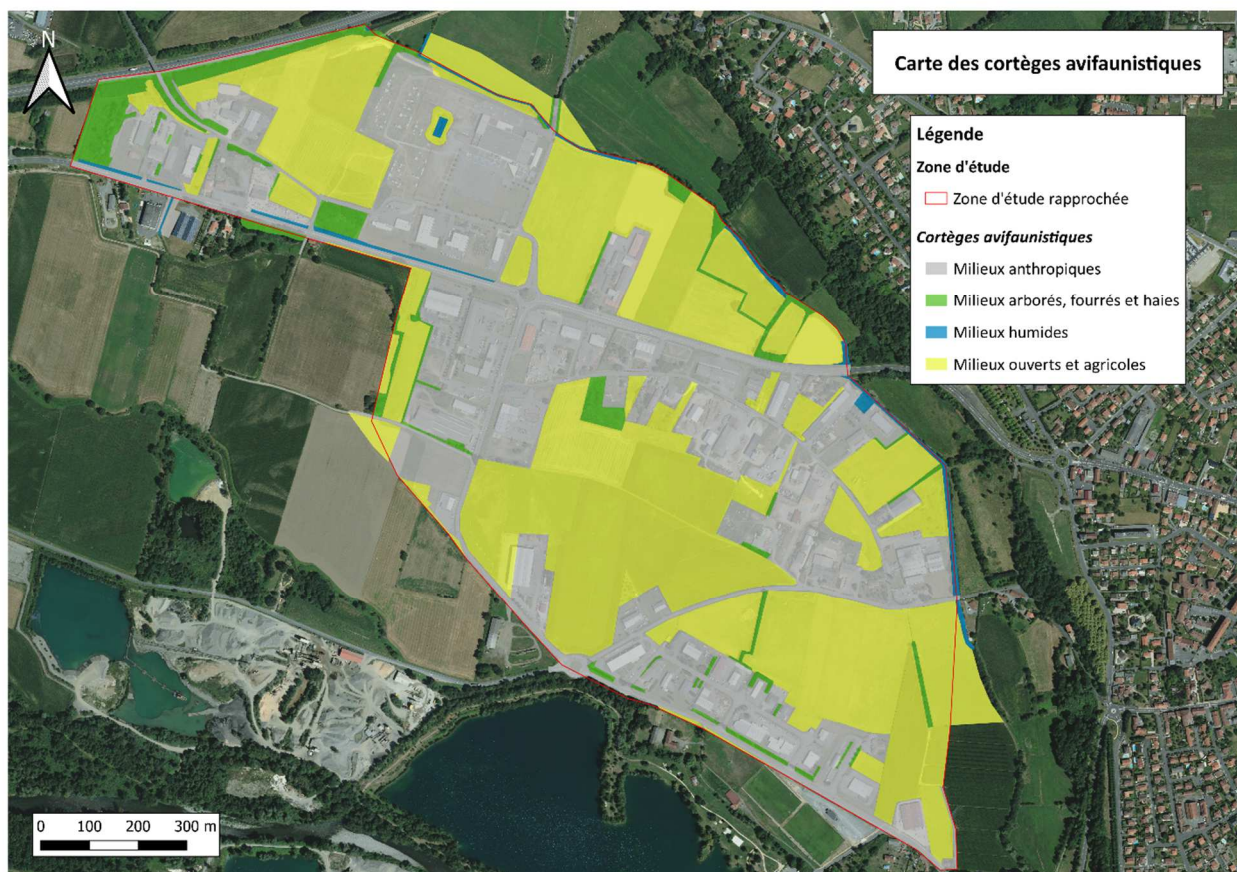 N
Carte des cortèges avifaunistiques
Légende
Zone d'étude
Zone d'étude rapprochée
Cortèges avifaunistiques
Milieux anthropiques
Milieux arborés, fourrés et haies
Milieux humides
Milieux ouverts et agricoles
0 100 200 300 m